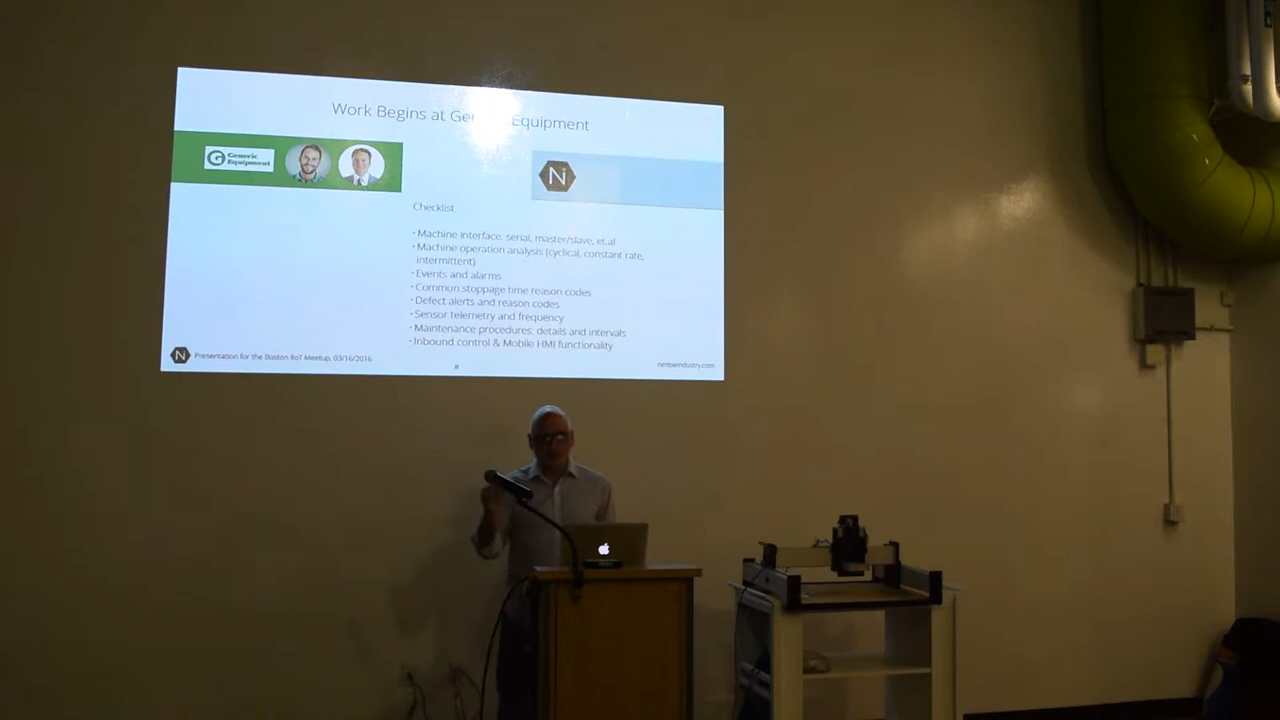 Work Begins at Ge Equipment
G Generic
Equipment
N
Checklist
• Machine interface: serial, master/slave, et.al
• Machine operation analysis (cyclical, constant rate,
intermittent)
• Events and alarms
• Common stoppage time reason codes
• Defect alerts and reason codes
• Sensor telemetry and frequency
• Maintenance procedures: details and intervals
• Inbound control & Mobile HMI functionality
N Presentation for the Boston IIoT Meetup, 03/16/2016
8
nimbleindustry.com